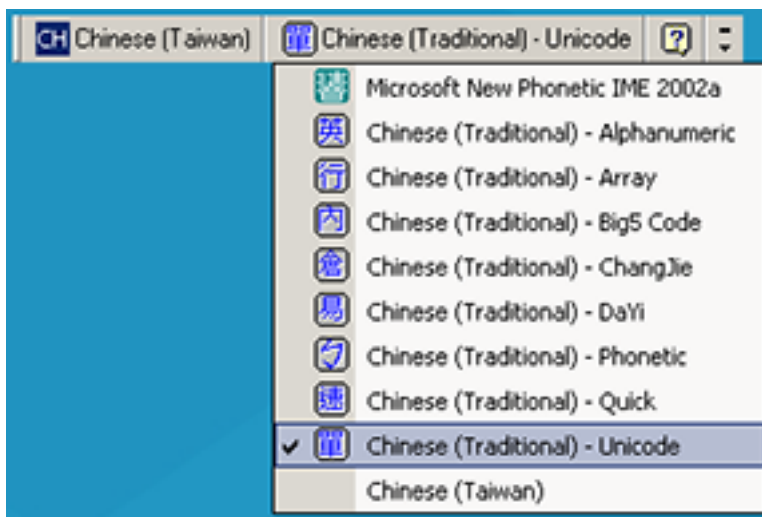 CH Chinese (Taiwan) 單 Chinese (Traditional) - Unicode ?
Microsoft New Phonetic IME 2002a
英 Chinese (Traditional) - Alphanumeric
行 Chinese (Traditional) - Array
內 Chinese (Traditional) - Big5 Code
倉 Chinese (Traditional) - ChangJie
易 Chinese (Traditional) - DaYi
ㄅ Chinese (Traditional) - Phonetic
速 Chinese (Traditional) - Quick
單 Chinese (Traditional) - Unicode
Chinese (Taiwan)